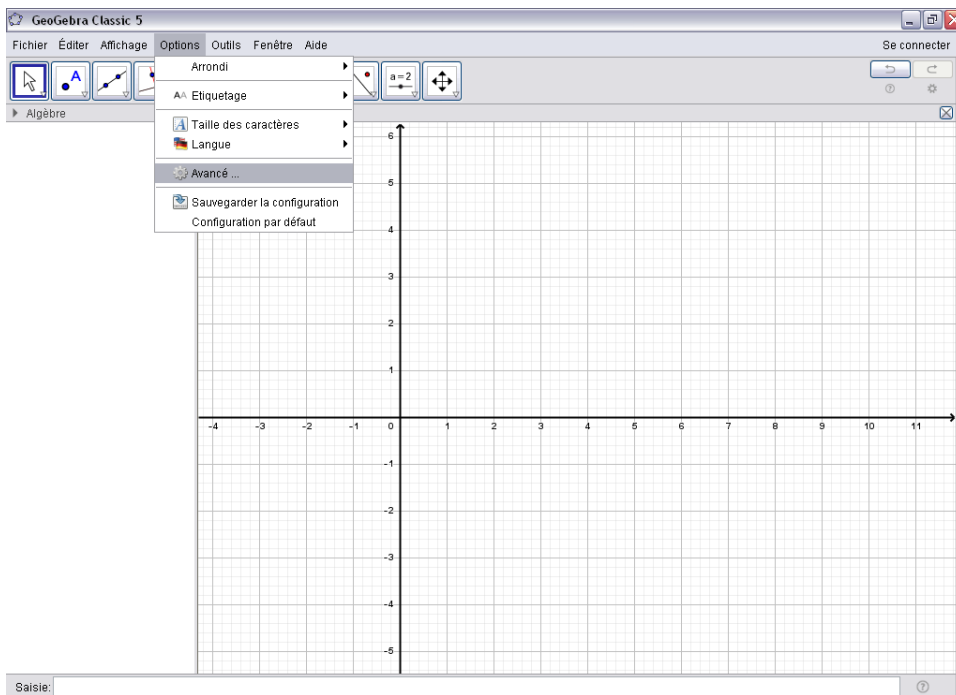 GeoGebra Classic 5
Fichier Éditer Affichage Options Outils Fenêtre Aide Se connecter
Arrondi
AA Etiquetage
A Taille des caractères
Langue
Avancé ...
Sauvegarder la configuration
Configuration par défaut
A
a=2
Algèbre
6
5
4
3
2
1
-4 -3 -2 -1 0 1 2 3 4 5 6 7 8 9 10 11
-1
-2
-3
-4
-5
Saisie: